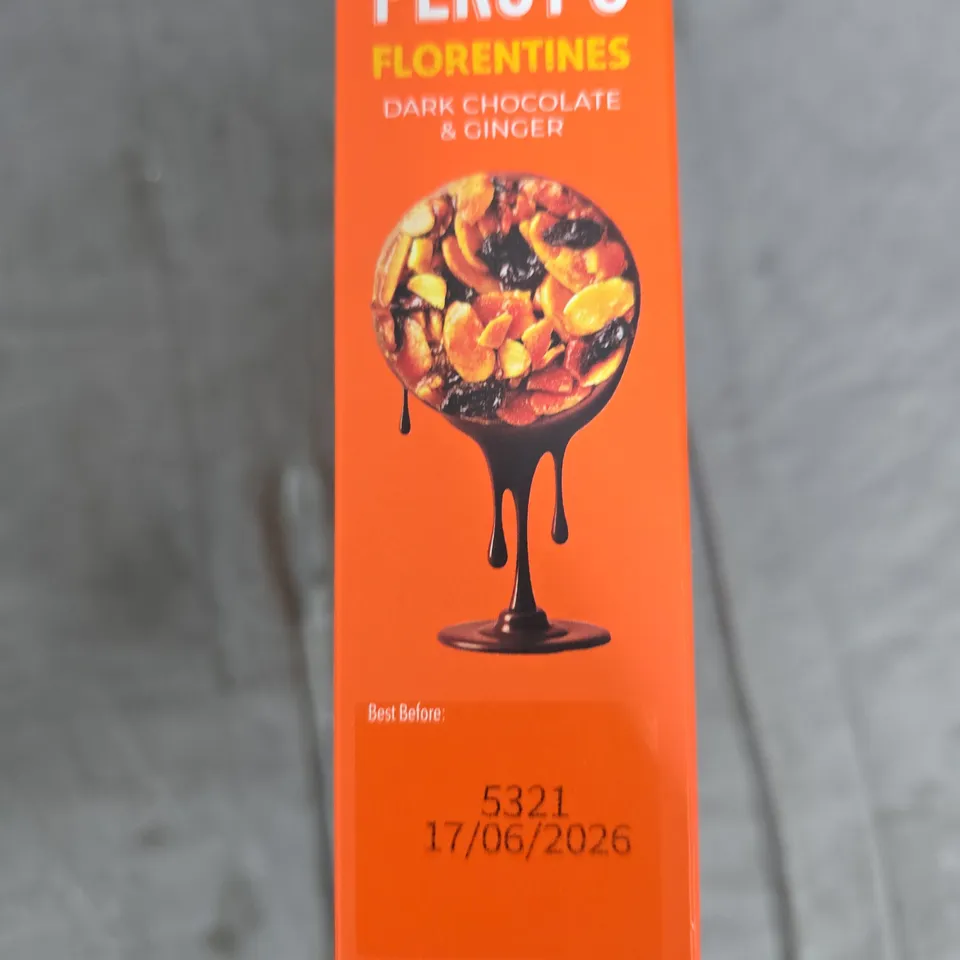 FLORENTINES
DARK CHOCOLATE
& GINGER
Best Before:
5321
17/06/2026